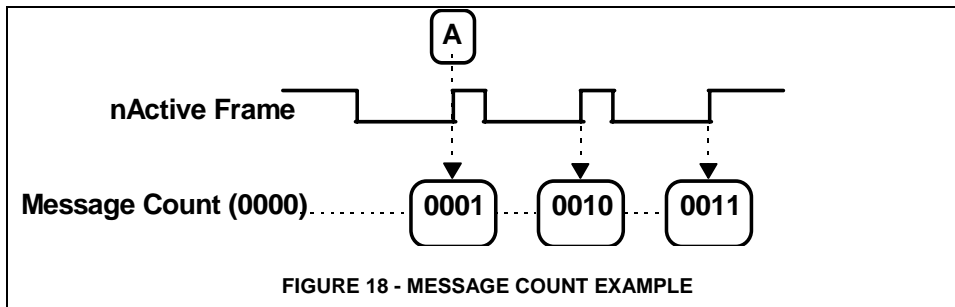 A
nActive Frame
Message Count (0000) 0001 0010 0011
FIGURE 18 - MESSAGE COUNT EXAMPLE